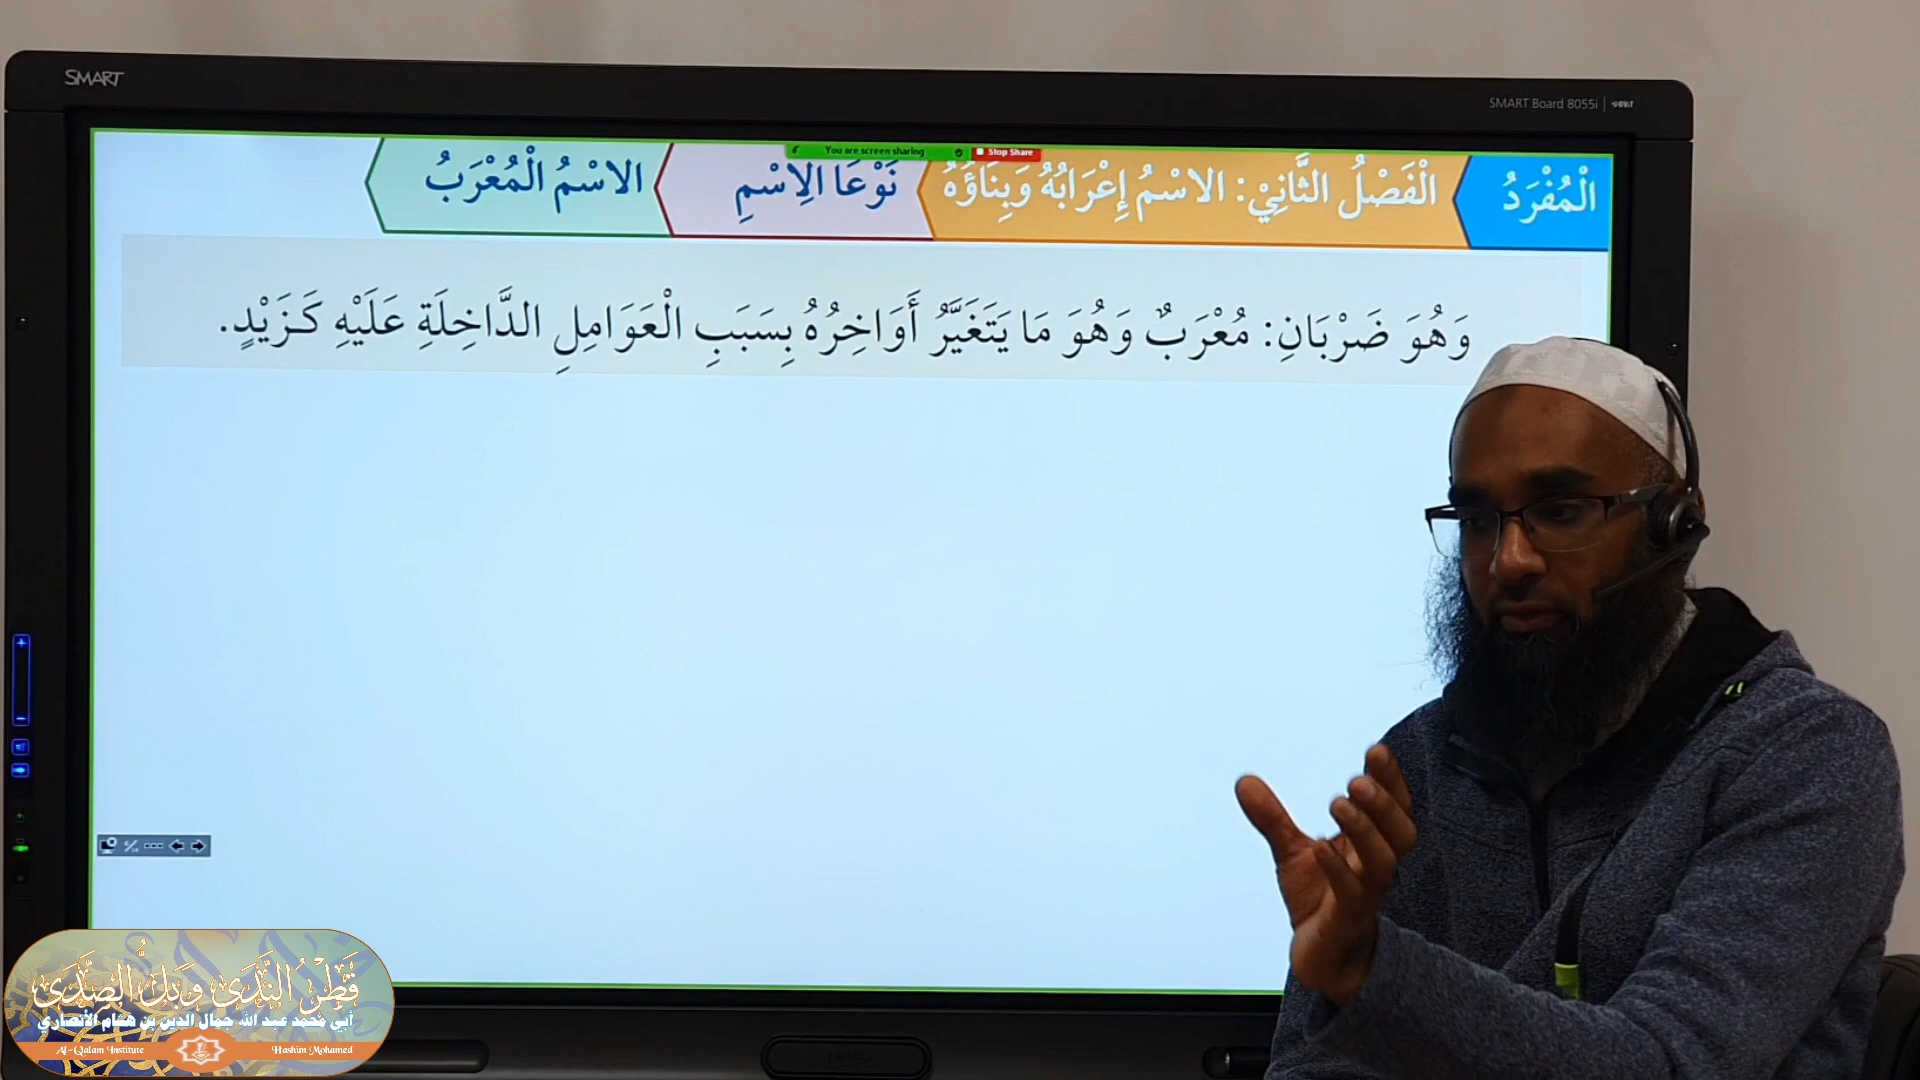 SMART
SMART Board 8055i
You are screen sharing
Stop Share
الْمُفْرَدُ
الْفَصْلُ الثَّانِيْ: الاسْمُ إِعْرَابُهُ وَبِنَاؤُهُ
نَوْعَا الِاسْمِ
الاسْمُ الْمُعْرَبُ
وَهُوَ ضَرْبَانِ: مُعْرَبٌ وَهُوَ مَا يَتَغَيَّرُ أَوَاخِرُهُ بِسَبَبِ الْعَوَامِلِ الدَّاخِلَةِ عَلَيْهِ كَـزَيْدٍ.
قَطْرُ النَّدَى وَبَلُّ الصَّدَى
أبي محمد عبد الله جمال الدين بن هشام الأنصاري
Al-Qalam Institute
Hashim Mohamed